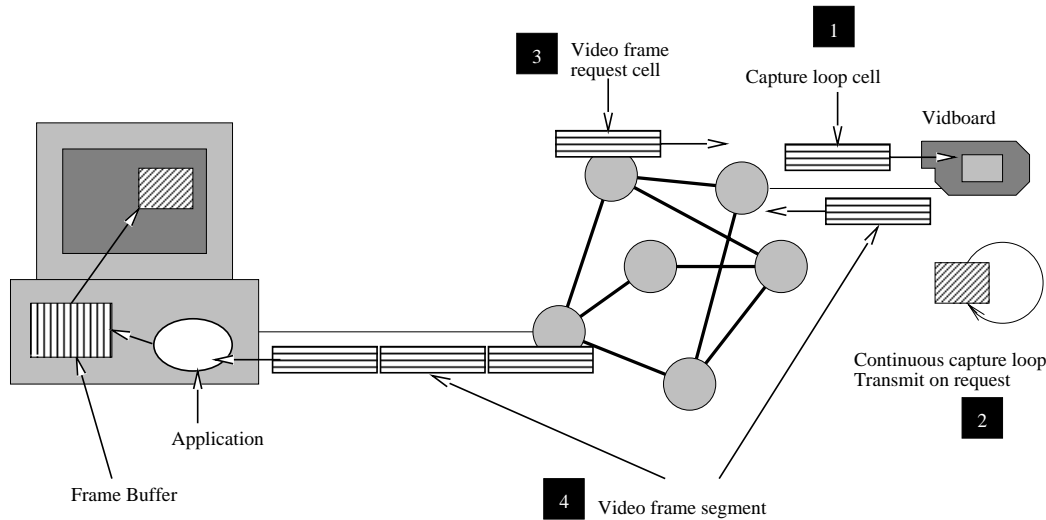 1
3
Video frame
request cell
Capture loop cell
Vidboard
Continuous capture loop
Transmit on request
2
Application
Frame Buffer
4
Video frame segment